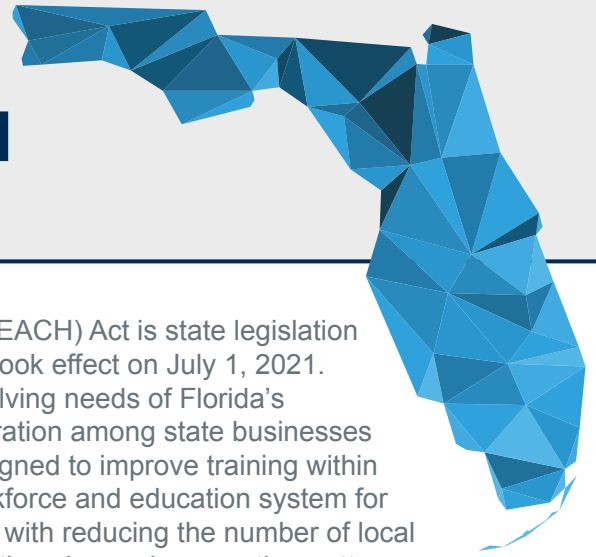 EACH) Act is state legislation
ook effect on July 1, 2021.
lving needs of Florida's
ration among state businesses
gned to improve training within
kforce and education system for
with reducing the number of local